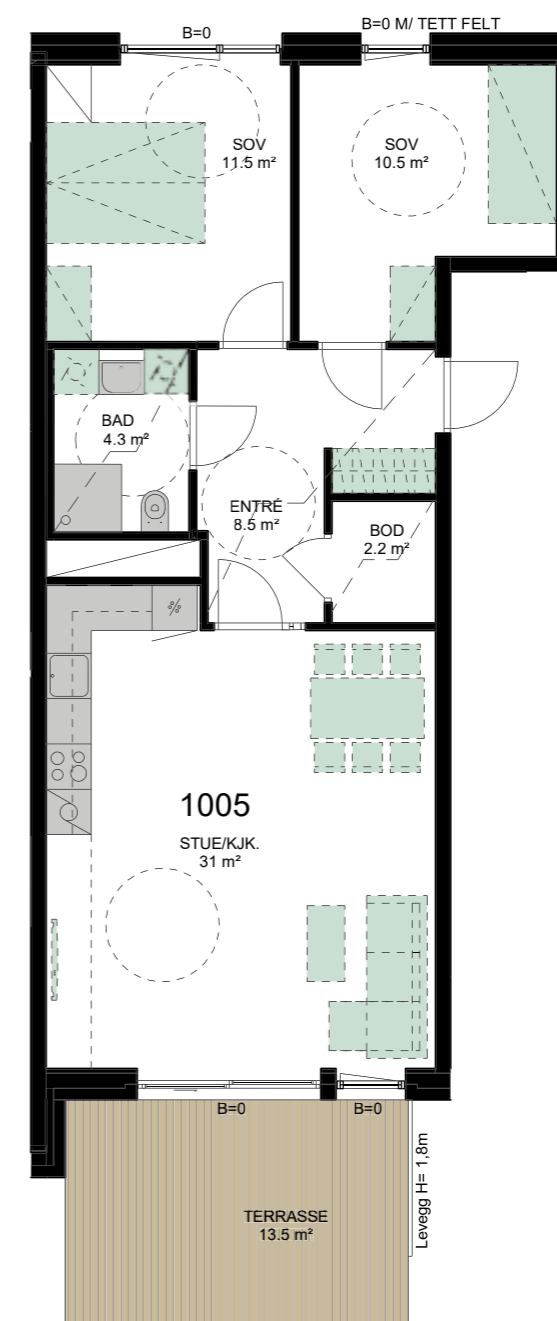 B=0
B=0 M/ TETT FELT
SOV
11.5 m²
SOV
10.5 m²
BAD
4.3 m²
ENTRÉ
8.5 m²
BOD
2.2 m²
1005
STUE/KJK.
31 m²
B=0
B=0
Levegg H= 1,8m
TERRASSE
13.5 m²